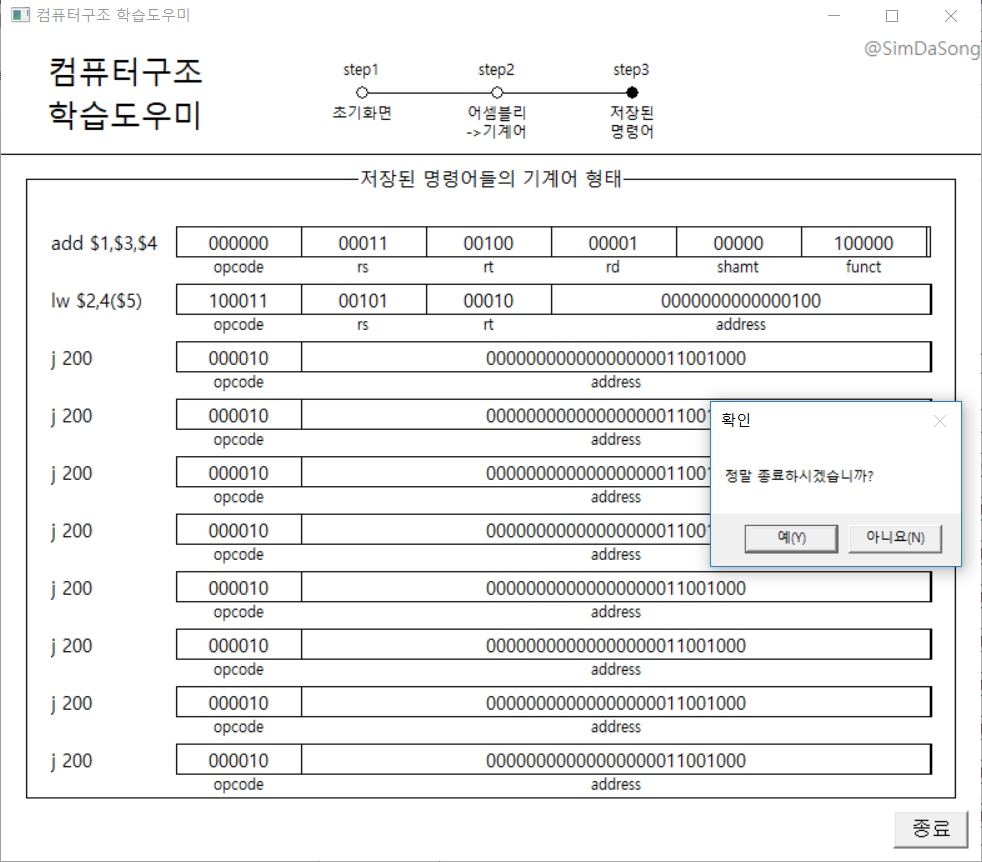 컴퓨터구조 학습도우미
@SimDaSong
컴퓨터구조
학습도우미
step1 step2 step3
초기화면 어셈블리 저장된
->기계어 명령어
저장된 명령어들의 기계어 형태
add $1,$3,$4 000000 00011 00100 00001 00000 100000
opcode rs rt rd shamt funct
lw $2,4($5) 100011 00101 00010 0000000000000100
opcode rs rt address
j 200 000010 00000000000000000011001000
opcode address
j 200 000010 00000000000000000011001
opcode address
j 200 000010 00000000000000000011001
opcode address
j 200 000010 00000000000000000011001
opcode address
j 200 000010 00000000000000000011001000
opcode address
j 200 000010 00000000000000000011001000
opcode address
j 200 000010 00000000000000000011001000
opcode address
j 200 000010 00000000000000000011001000
opcode address
확인
정말 종료하시겠습니까?
예(Y) 아니요(N)
종료